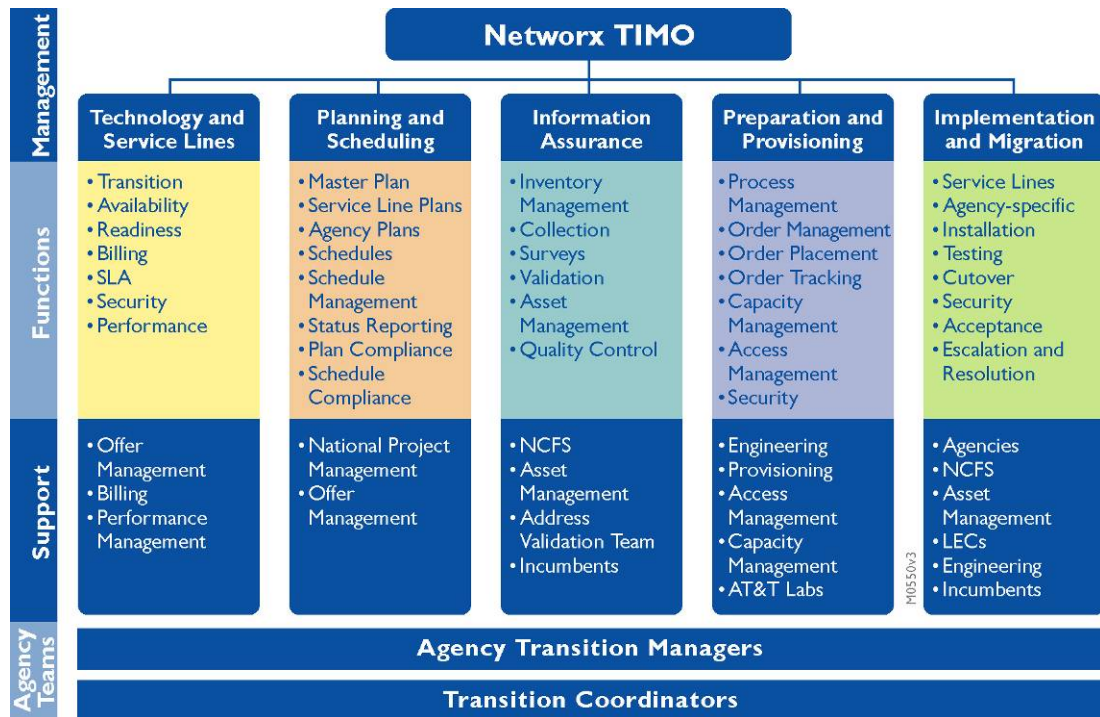 Networx TIMO
Management
Technology and
Service Lines
Planning and
Scheduling
Information
Assurance
Preparation and
Provisioning
Implementation
and Migration
Functions
• Transition
• Availability
• Readiness
• Billing
• SLA
• Security
• Performance
• Master Plan
• Service Line Plans
• Agency Plans
• Schedules
• Schedule
Management
• Status Reporting
• Plan Compliance
• Schedule
Compliance
• Inventory
Management
• Collection
• Surveys
• Validation
• Asset
Management
• Quality Control
• Process
Management
• Order Management
• Order Placement
• Order Tracking
• Capacity
Management
• Access
Management
• Security
• Service Lines
• Agency-specific
• Installation
• Testing
• Cutover
• Security
• Acceptance
• Escalation and
Resolution
Support
• Offer
Management
• Billing
• Performance
Management
• National Project
Management
• Offer
Management
• NCFS
• Asset
Management
• Address
Validation Team
• Incumbents
• Engineering
• Provisioning
• Access
Management
• Capacity
Management
• AT&T Labs
M0550v3
• Agencies
• NCFS
• Asset
Management
• LECs
• Engineering
• Incumbents
Agency
Teams
Agency Transition Managers
Transition Coordinators